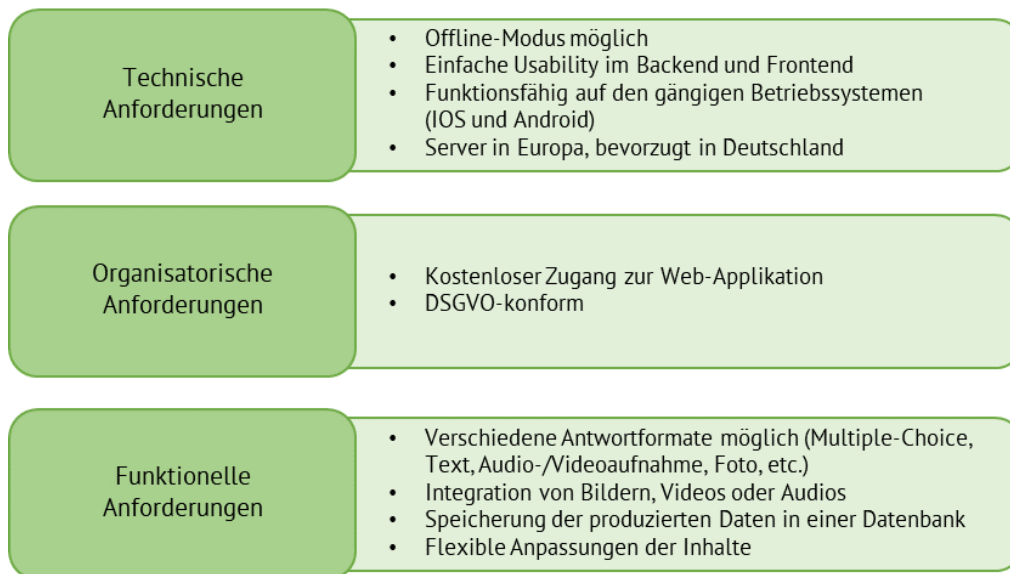 Technische
Anforderungen
• Offline-Modus möglich
• Einfache Usability im Backend und Frontend
• Funktionsfähig auf den gängigen Betriebssystemen
(IOS und Android)
• Server in Europa, bevorzugt in Deutschland
Organisatorische
Anforderungen
• Kostenloser Zugang zur Web-Applikation
• DSGVO-konform
Funktionelle
Anforderungen
• Verschiedene Antwortformate möglich (Multiple-Choice,
Text, Audio-/Videoaufnahme, Foto, etc.)
• Integration von Bildern, Videos oder Audios
• Speicherung der produzierten Daten in einer Datenbank
• Flexible Anpassungen der Inhalte